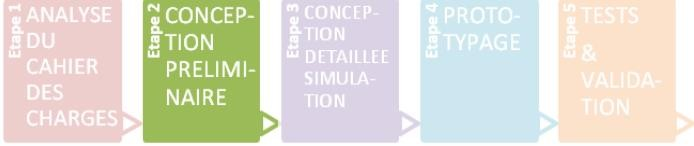 Etape 1
ANALYSE
DU
CAHIER
DES
CHARGES
Etape 2
CONCEP-
TION
PRELIMI-
NAIRE
Etape 3
CONCEP-
TION
DETAILLEE
SIMULA-
TION
Etape 4
PROTO-
TYPAGE
Etape 5
TESTS
&
VALIDA-
TION